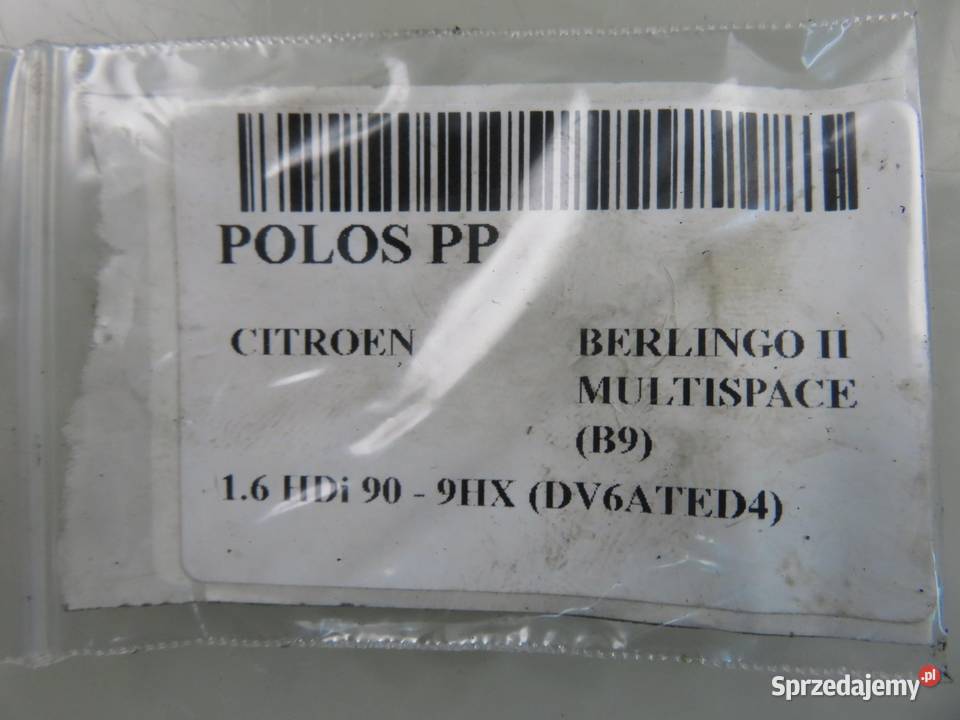 POLOS PP
CITROEN
BERLINGO II
MULTISPACE
(B9)
1.6 HDi 90 - 9HX (DV6ATED4)
Sprzedajemy.pl